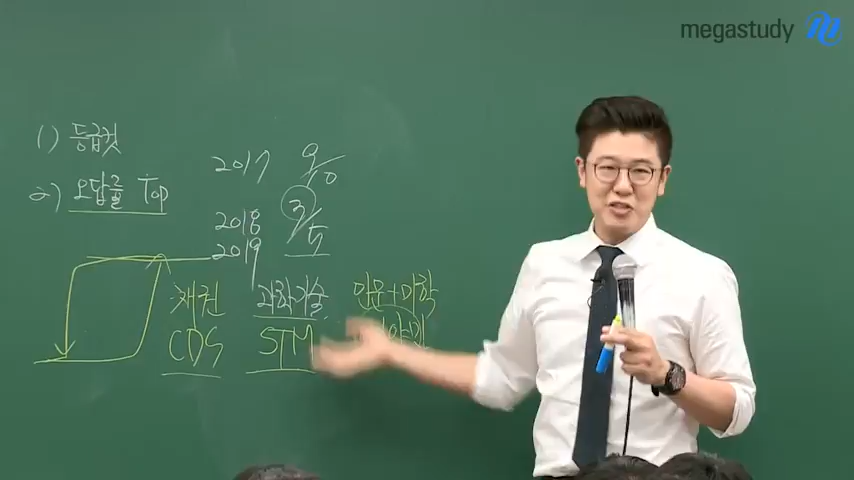 megastudy
1) 등급컷
2) 오답률 Top
2017 9/10
2018 3/5
2019
채권 과학기술 인문+미학
CDS STM